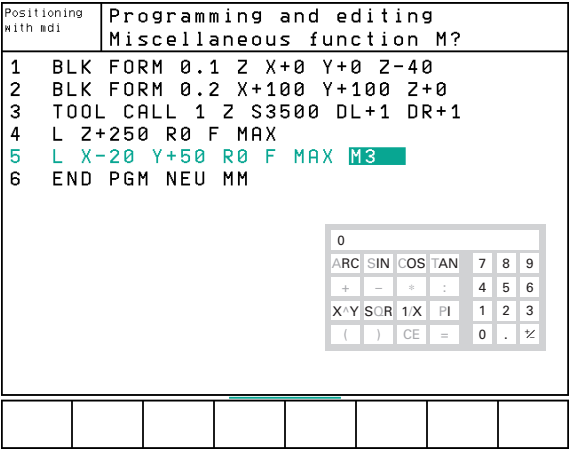 Positioning
with mdi
Programming and editing
Miscellaneous function M?
1 BLK FORM 0.1 Z X+0 Y+0 Z-40
2 BLK FORM 0.2 X+100 Y+100 Z+0
3 TOOL CALL 1 Z S3500 DL+1 DR+1
4 L Z+250 R0 F MAX
5 L X-20 Y+50 R0 F MAX M3
6 END PGM NEU MM
0
ARC SIN COS TAN 7 8 9
+ - * : 4 5 6
X^Y SQR 1/X PI 1 2 3
( ) CE = 0 . +/-